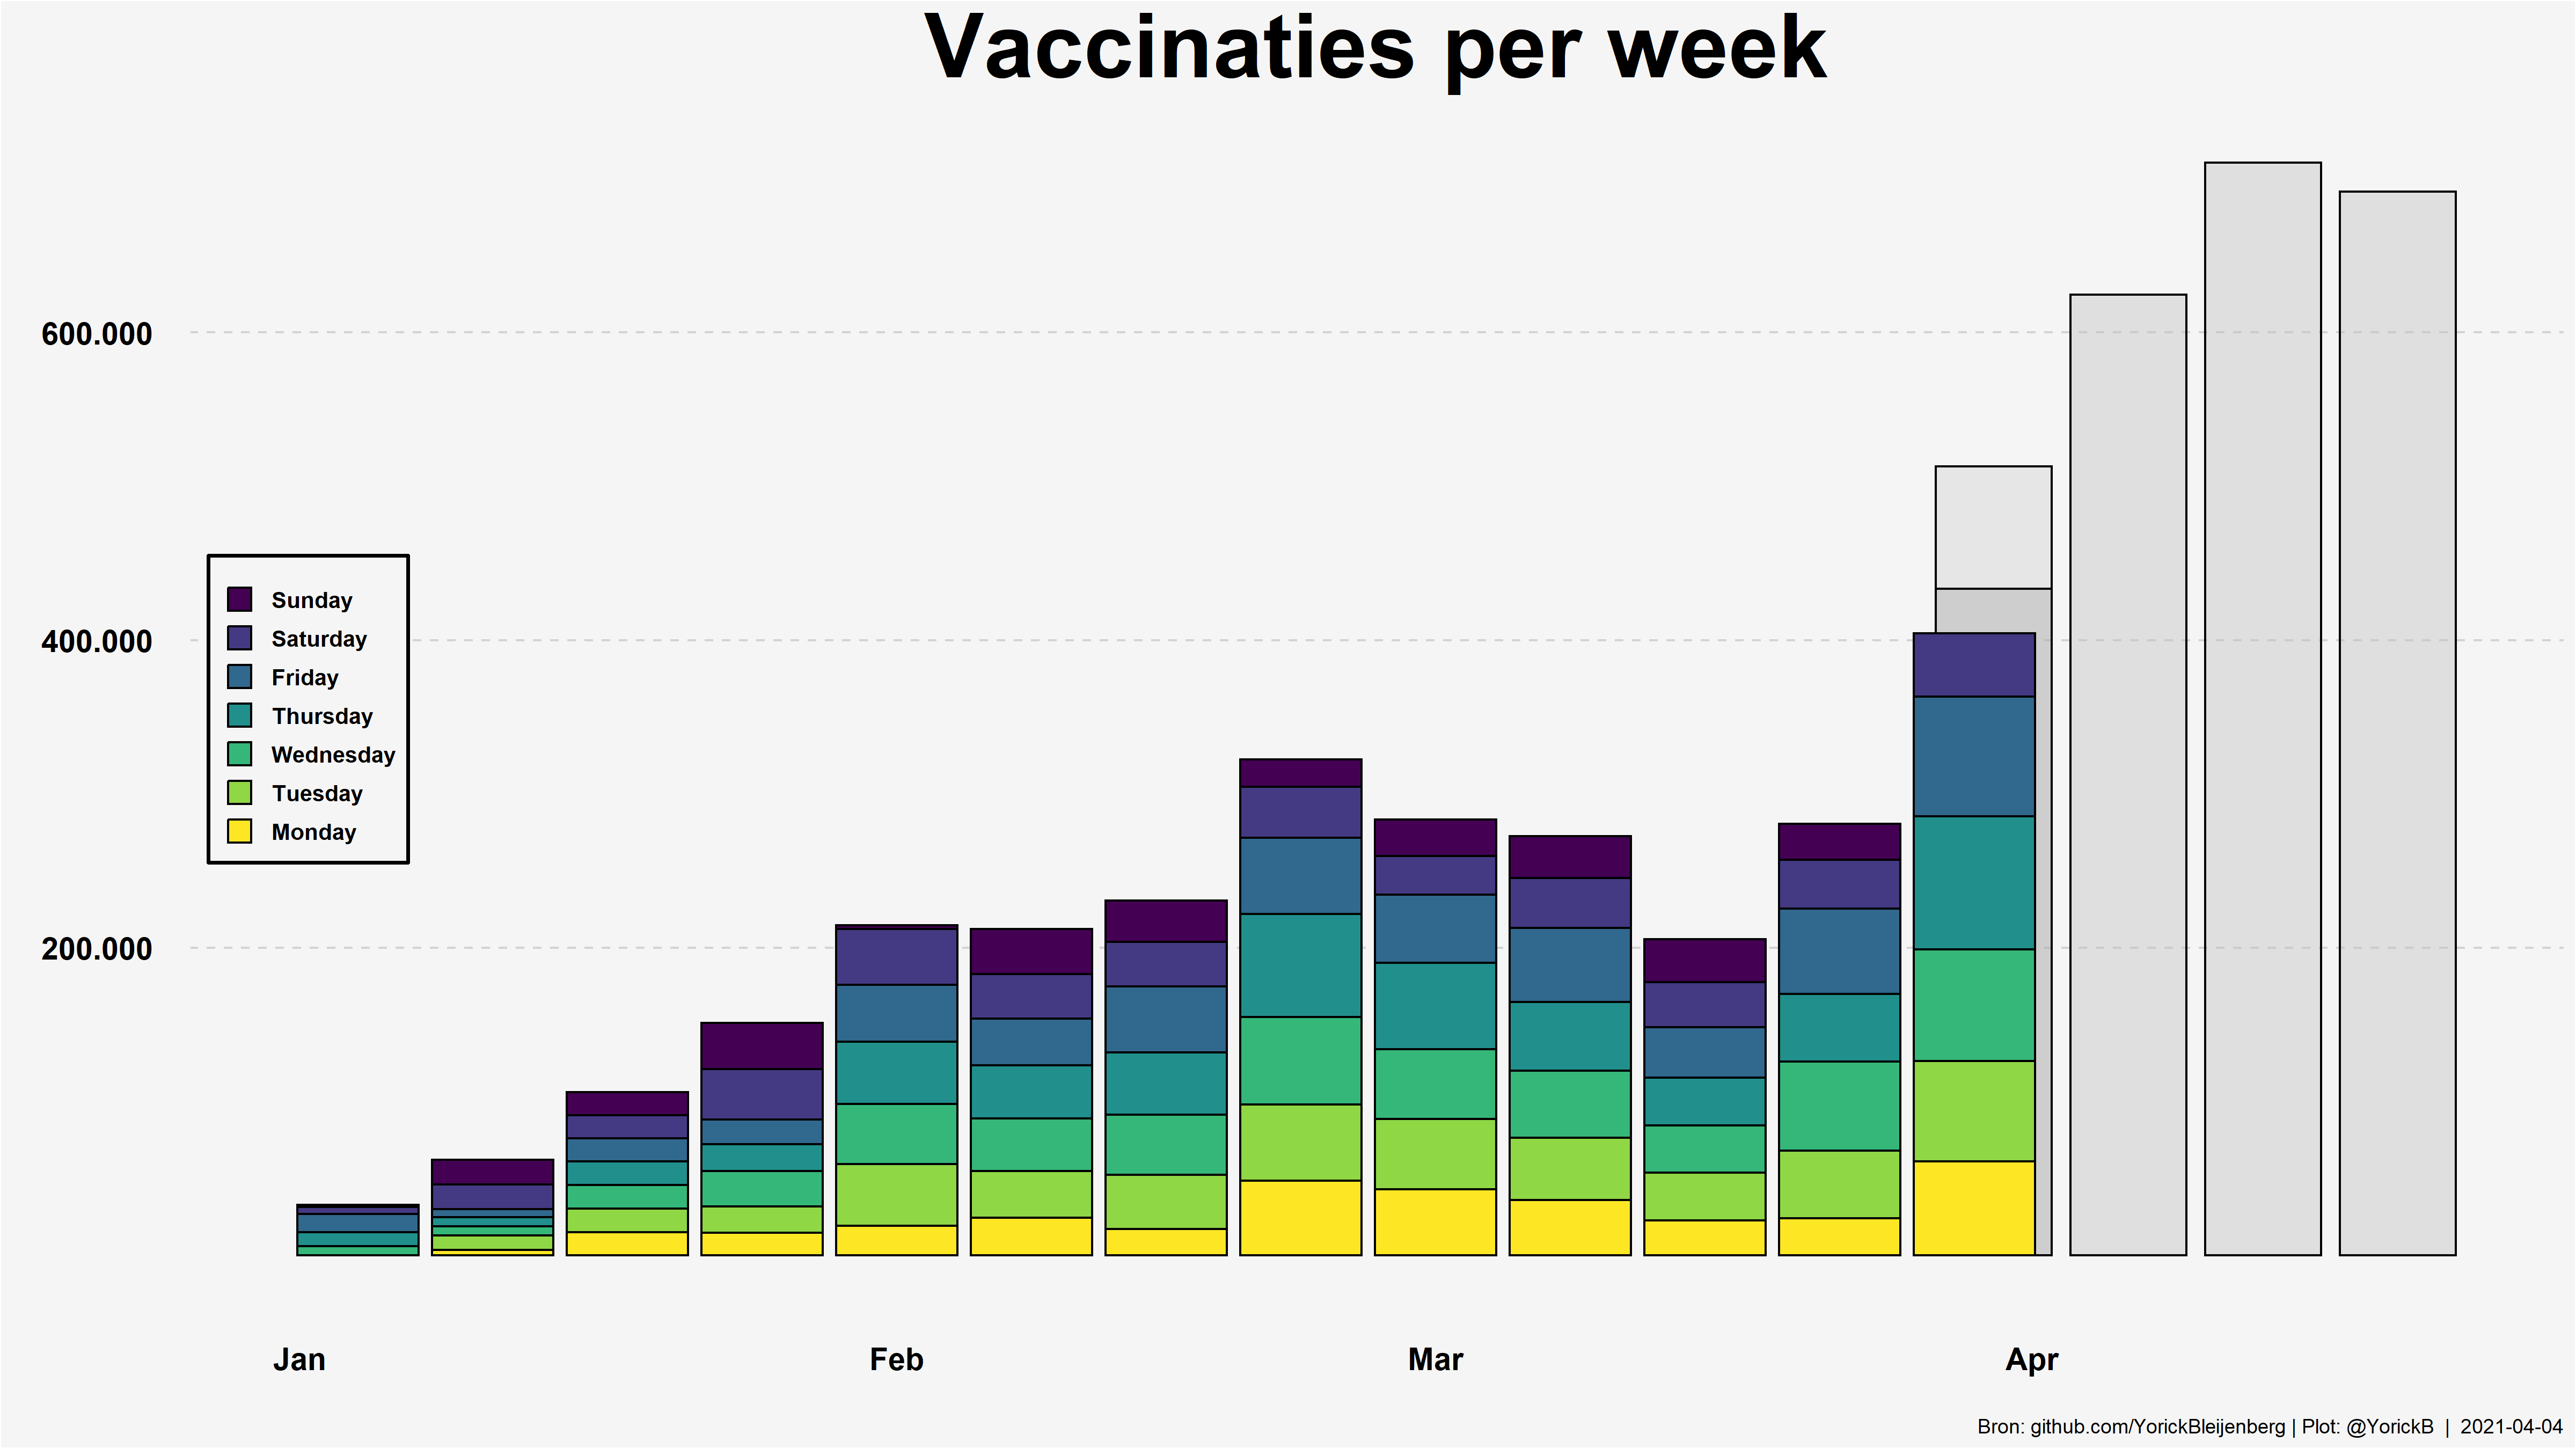 Vaccinaties per week
600.000
400.000
200.000
Sunday
Saturday
Friday
Thursday
Wednesday
Tuesday
Monday
Jan Feb Mar Apr
Bron: github.com/YorickBleijenberg | Plot: @YorickB | 2021-04-04